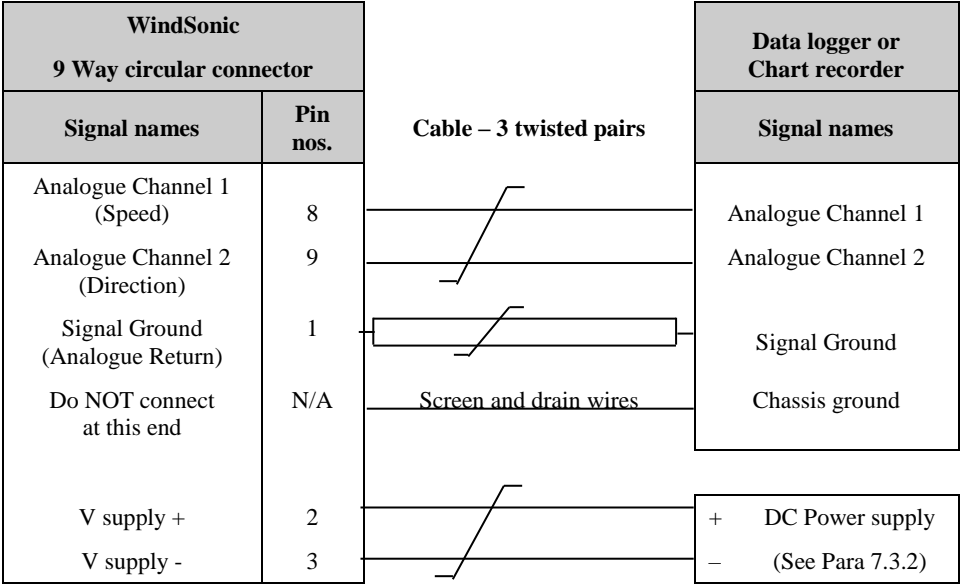 WindSonic
9 Way circular connector
Data logger or
Chart recorder
Signal names
Pin
nos.
Cable – 3 twisted pairs
Signal names
Analogue Channel 1
(Speed)
8
Analogue Channel 1
Analogue Channel 2
(Direction)
9
Analogue Channel 2
Signal Ground
(Analogue Return)
1
Signal Ground
Do NOT connect
at this end
N/A
Screen and drain wires
Chassis ground
V supply +
2
+ DC Power supply
V supply -
3
– (See Para 7.3.2)